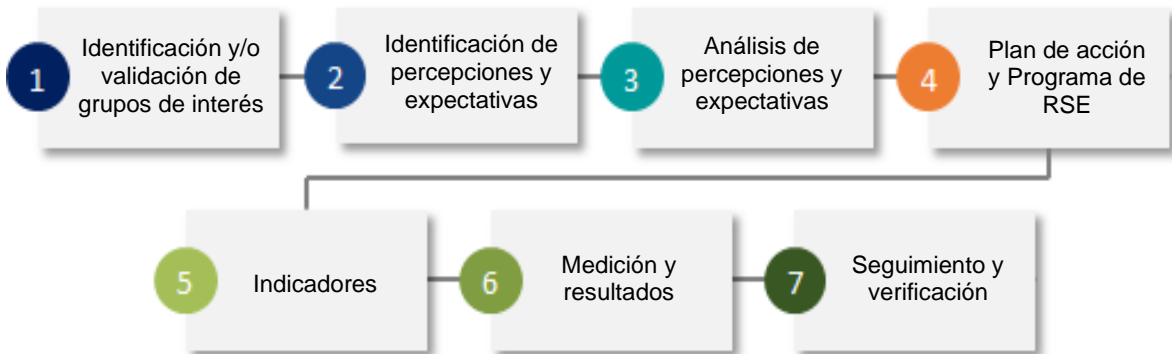 1
Identificación y/o
validación de
grupos de interés
2
Identificación de
percepciones y
expectativas
3
Análisis de
percepciones y
expectativas
4
Plan de acción
y Programa de
RSE
5
Indicadores
6
Medición y
resultados
7
Seguimiento y
verificación